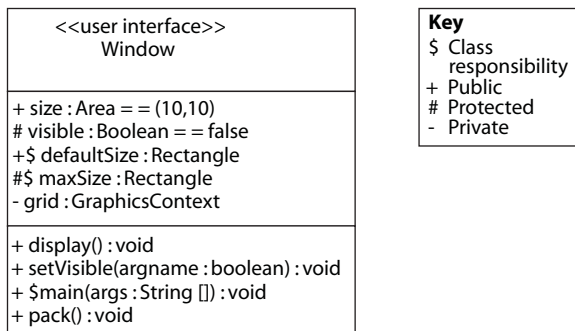 <<user interface>>
Window
+ size : Area = = (10,10)
# visible : Boolean = = false
+$ defaultSize : Rectangle
#$ maxSize : Rectangle
- grid : GraphicsContext
+ display() : void
+ setVisible(argname : boolean) : void
+ $main(args : String []) : void
+ pack() : void
Key
$ Class
responsibility
+ Public
# Protected
- Private